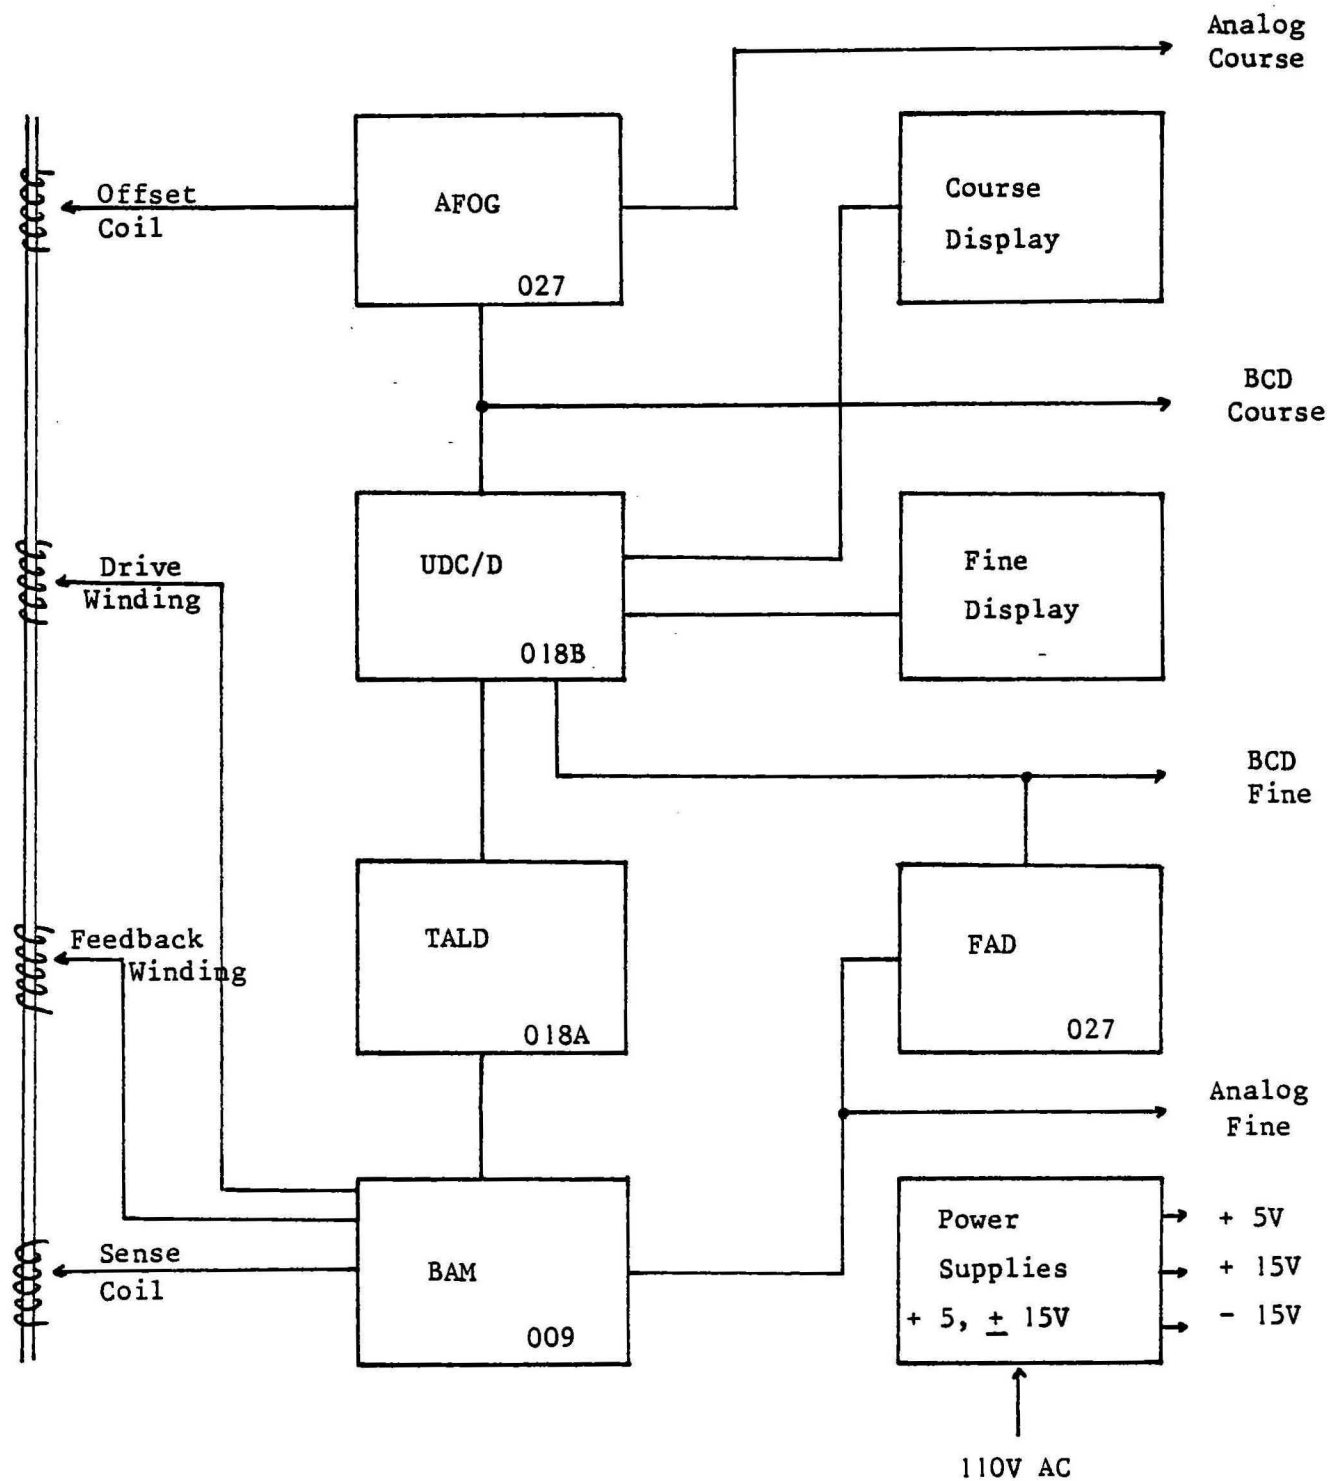 Analog
Course
Offset
Coil
AFOG
027
Course
Display
BCD
Course
Drive
Winding
UDC/D
018B
Fine
Display
BCD
Fine
Feedback
Winding
TALD
018A
FAD
027
Analog
Fine
Sense
Coil
BAM
009
Power
Supplies
+ 5, ± 15V
+ 5V
+ 15V
- 15V
110V AC